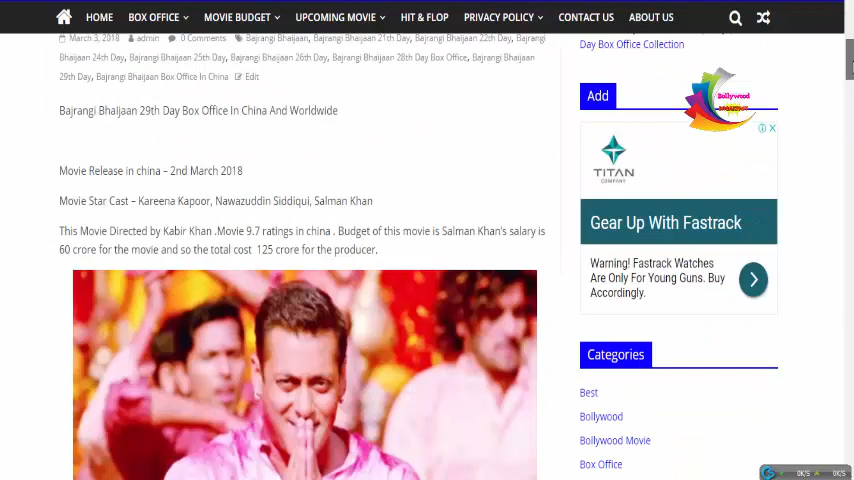 HOME BOX OFFICE MOVIE BUDGET UPCOMING MOVIE HIT & FLOP PRIVACY POLICY CONTACT US ABOUT US
March 3, 2018 admin 0 Comments Bajrangi Bhaijaan, Bajrangi Bhaijaan 21th Day, Bajrangi Bhaijaan 22th Day, Bajrangi
Bhaijaan 24th Day, Bajrangi Bhaijaan 25th Day, Bajrangi Bhaijaan 26th Day, Bajrangi Bhaijaan 28th Day Box Office, Bajrangi Bhaijaan
29th Day, Bajrangi Bhaijaan Box Office In China Edit
Bajrangi Bhaijaan 29th Day Box Office In China And Worldwide
Movie Release in china – 2nd March 2018
Movie Star Cast – Kareena Kapoor, Nawazuddin Siddiqui, Salman Khan
This Movie Directed by Kabir Khan .Movie 9.7 ratings in china . Budget of this movie is Salman Khan's salary is
60 crore for the movie and so the total cost 125 crore for the producer.
Day Box Office Collection
Add
Bollywood
TITAN
COMPANY
Gear Up With Fastrack
Warning! Fastrack Watches
Are Only For Young Guns. Buy
Accordingly.
Categories
Best
Bollywood
Bollywood Movie
Box Office
0K/S 0K/S